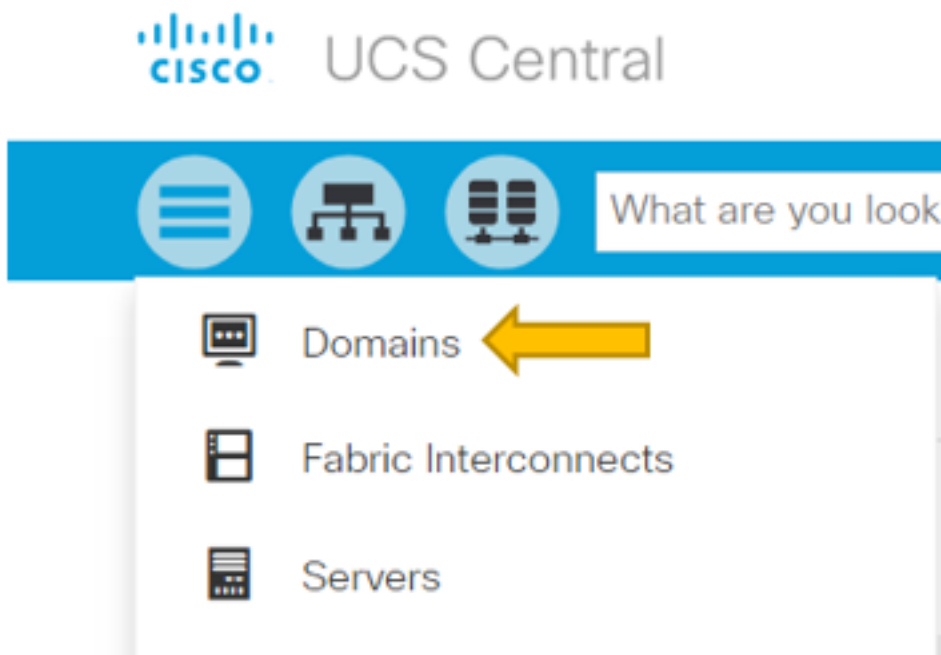 CISCO
UCS Central
What are you look
Domains
Fabric Interconnects
Servers